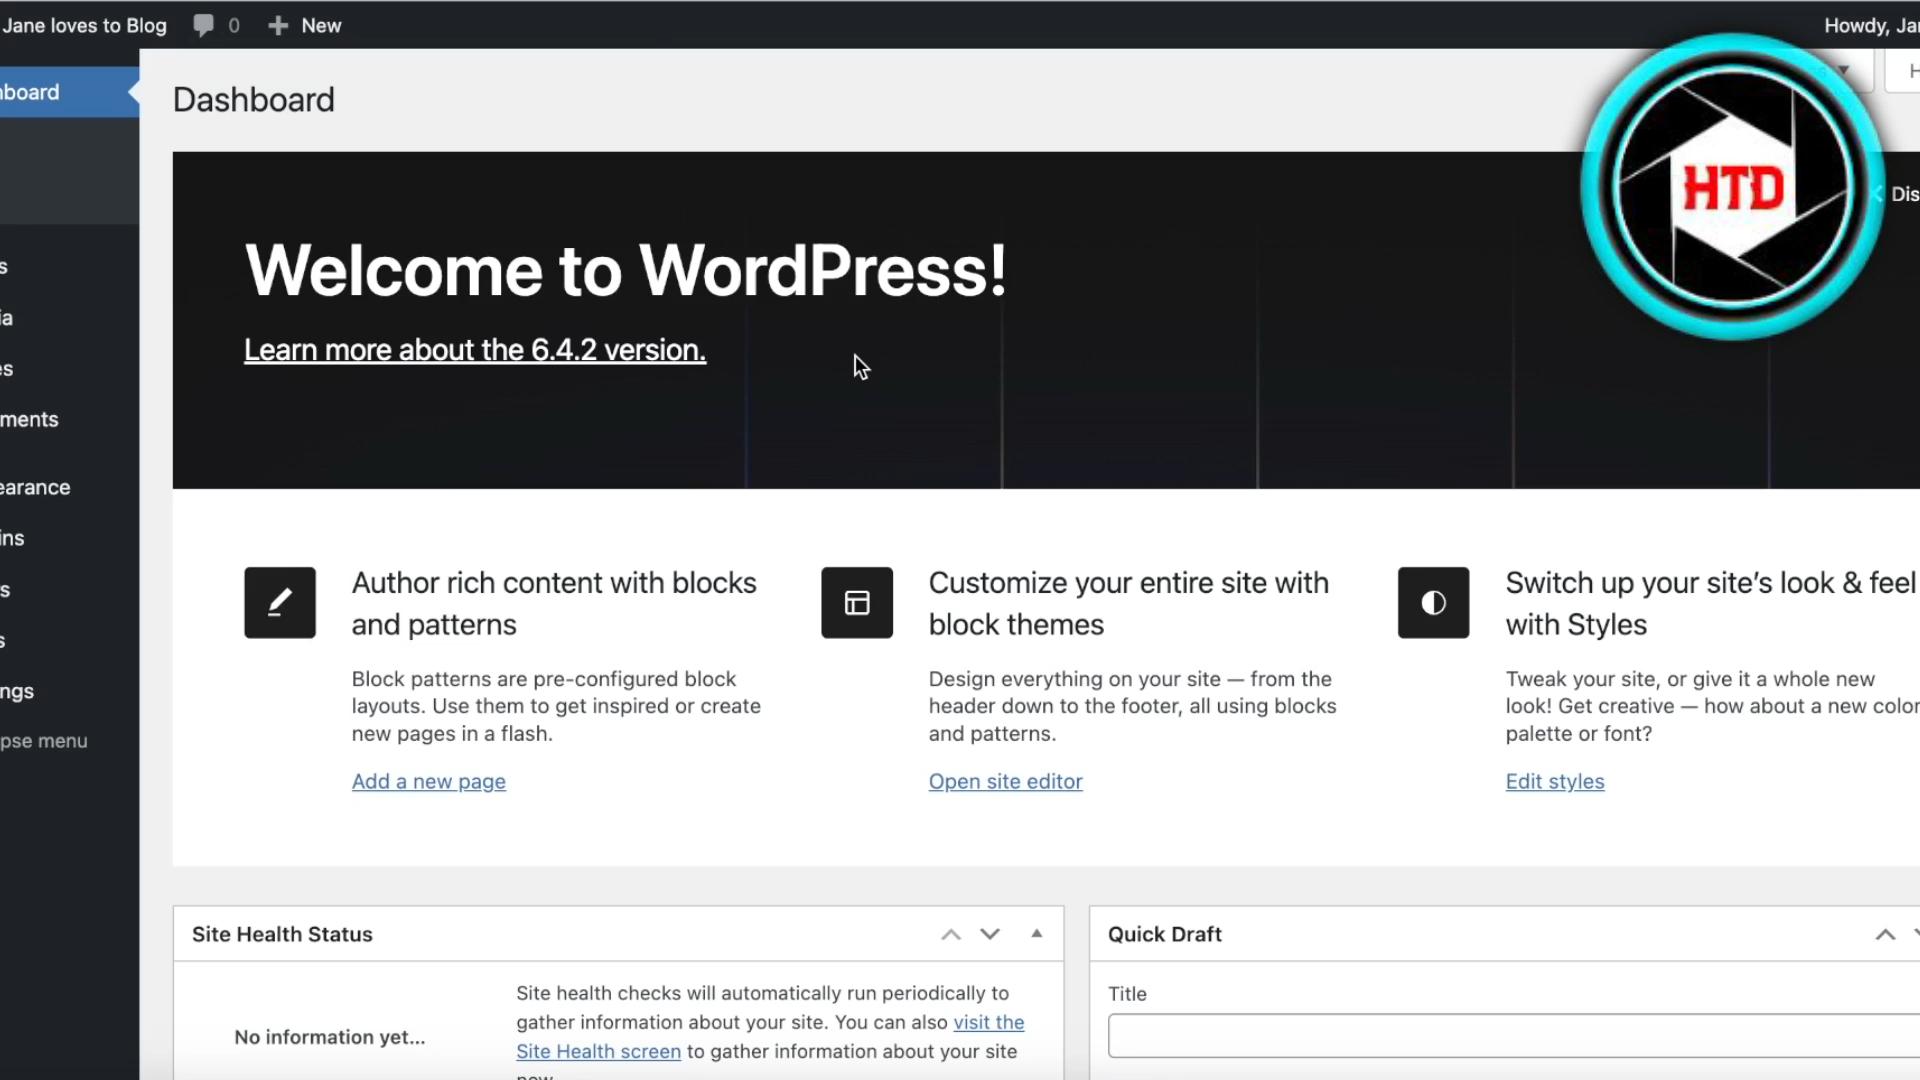 Jane loves to Blog 0 New
Howdy, Jan
board
Dashboard
HTD
Dis
Welcome to WordPress!
Learn more about the 6.4.2 version.
s
ia
es
ments
earance
ins
s
s
ngs
pse menu
Author rich content with blocks
and patterns
Block patterns are pre-configured block
layouts. Use them to get inspired or create
new pages in a flash.
Add a new page
Customize your entire site with
block themes
Design everything on your site — from the
header down to the footer, all using blocks
and patterns.
Open site editor
Switch up your site's look & feel
with Styles
Tweak your site, or give it a whole new
look! Get creative — how about a new color
palette or font?
Edit styles
Site Health Status
No information yet...
Site health checks will automatically run periodically to
gather information about your site. You can also visit the
Site Health screen to gather information about your site
now.
Quick Draft
Title